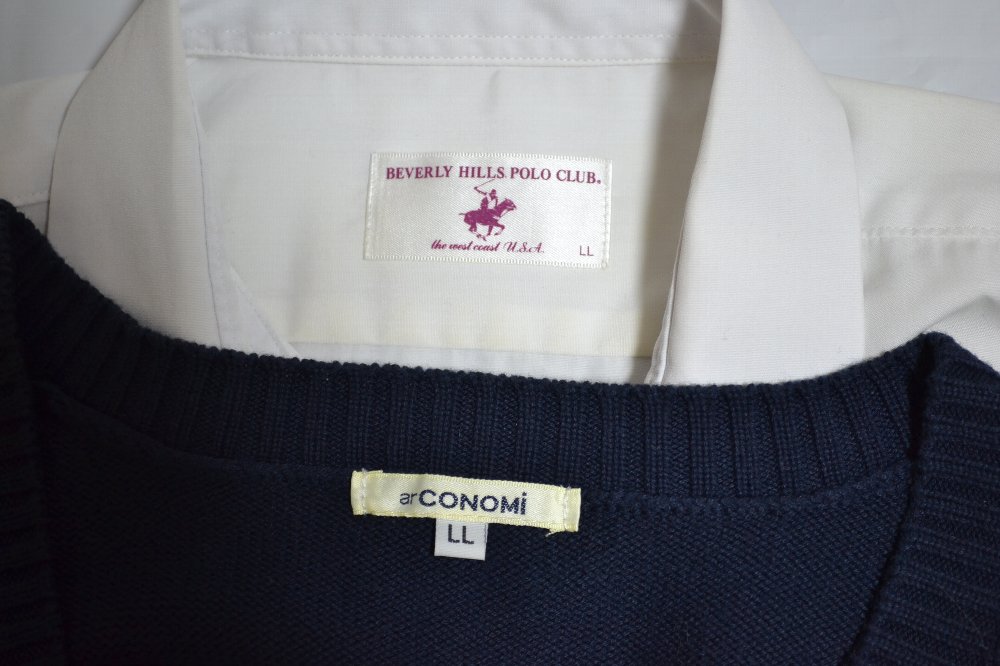 BEVERLY HILLS POLO CLUB.
the west coast U.S.A.
LL
arCONOMi
LL